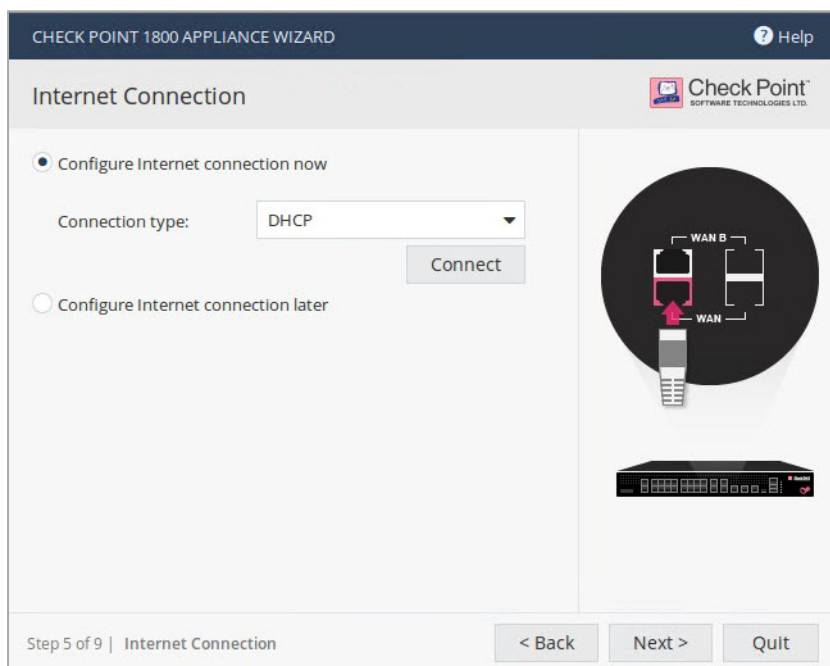 CHECK POINT 1800 APPLIANCE WIZARD
? Help
Internet Connection
Check Point
SOFTWARE TECHNOLOGIES LTD.
Configure Internet connection now
Connection type:
DHCP
Connect
Configure Internet connection later
WAN B
WAN
Step 5 of 9 | Internet Connection
< Back
Next >
Quit